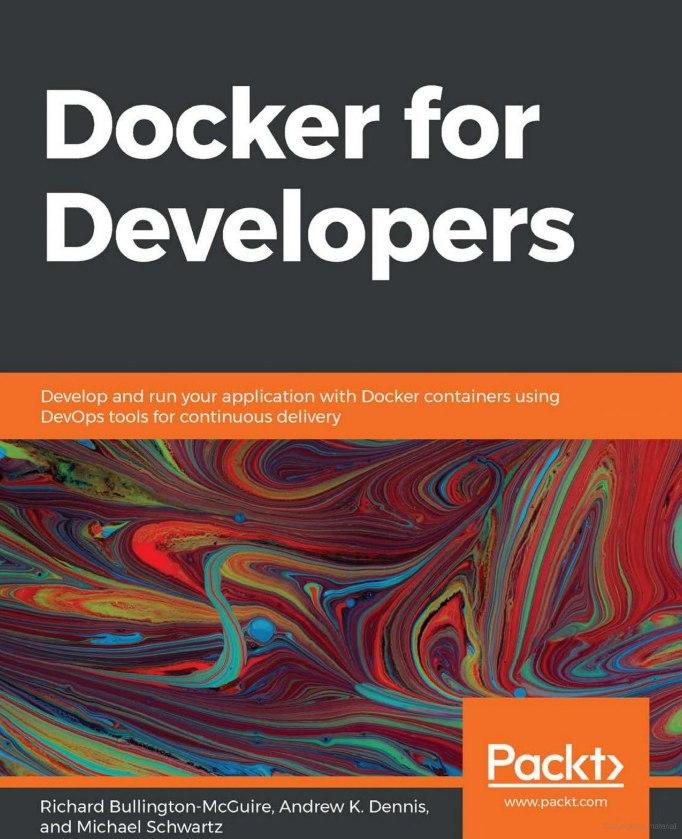 Docker for
Developers
Develop and run your application with Docker containers using
DevOps tools for continuous delivery
Packt>
www.packt.com
Richard Bullington-McGuire, Andrew K. Dennis,
and Michael Schwartz